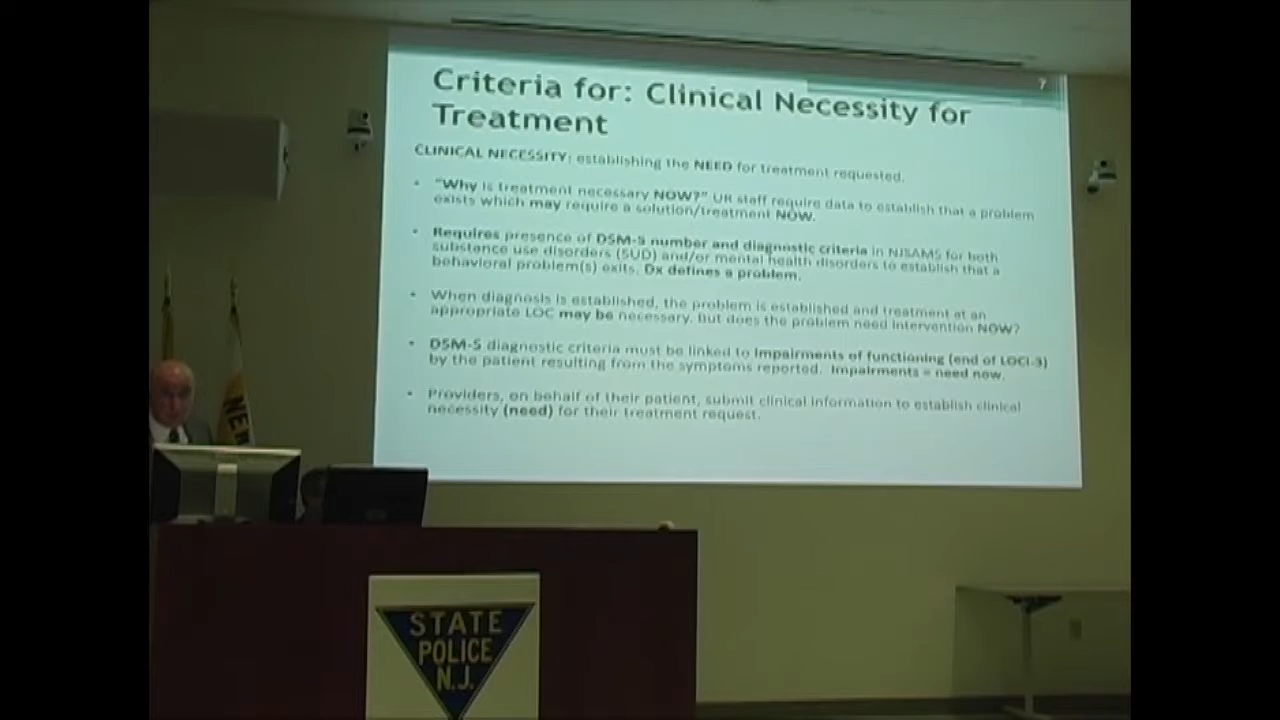 7
Criteria for: Clinical Necessity for
Treatment
CLINICAL NECESSITY: establishing the NEED for treatment requested.
• "Why is treatment necessary NOW?" UR staff require data to establish that a problem
exists which may require a solution/treatment NOW.
• Requires presence of DSM-5 number and diagnostic criteria in NJSAMS for both
substance use disorders (SUD) and/or mental health disorders to establish that a
behavioral problem(s) exits. Dx defines a problem.
• When diagnosis is established, the problem is established and treatment at an
appropriate LOC may be necessary. But does the problem need intervention NOW?
• DSM-5 diagnostic criteria must be linked to impairments of functioning (end of LOCI-3)
by the patient resulting from the symptoms reported. Impairments = need now.
• Providers, on behalf of their patient, submit clinical information to establish clinical
necessity (need) for their treatment request.
NER
STATE
POLICE
N.J.